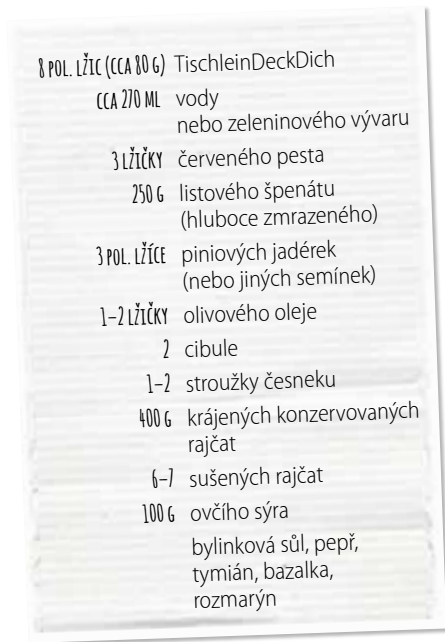 8 POL. LŽIC (CCA 80 G) TischleinDeckDich
CCA 270 ML vody
nebo zeleninového vývaru
3 LŽIČKY červeného pesta
250 G listového špenátu
(hluboce zmrazeného)
3 POL. LŽÍCE piniových jadérek
(nebo jiných semínek)
1–2 LŽIČKY olivového oleje
2 cibule
1–2 stroužky česneku
400 G krájených konzervovaných
rajčat
6–7 sušených rajčat
100 G ovčího sýra
bylinková sůl, pepř,
tymián, bazalka,
rozmarýn